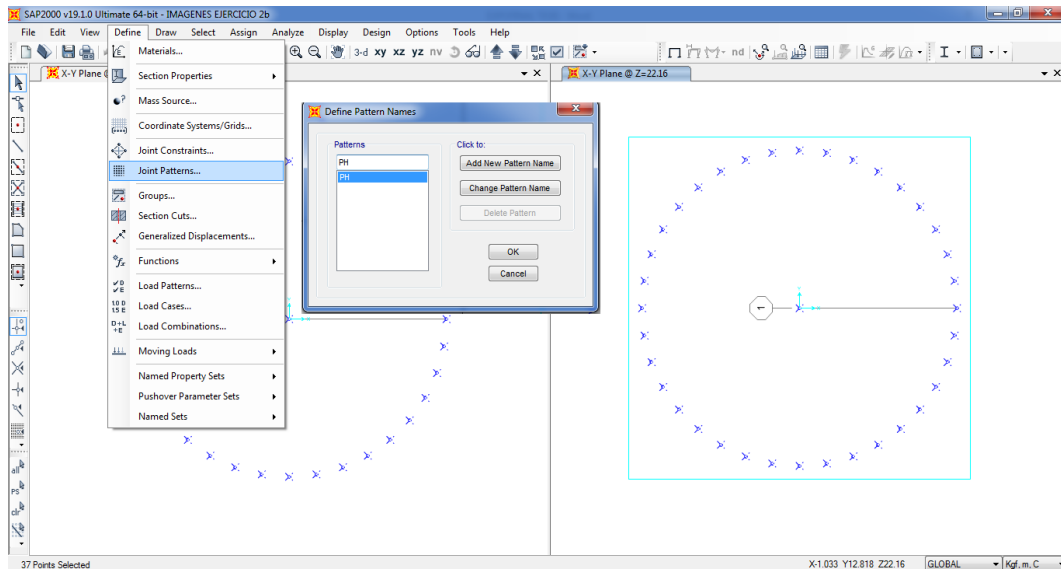 SAP2000 v19.1.0 Ultimate 64-bit - IMAGENES EJERCICIO 2b
File Edit View Define Draw Select Assign Analyze Display Design Options Tools Help
3-d xy xz yz nv
nd
X-Y Plane @
X-Y Plane @ Z=22.16
Materials...
Section Properties
Mass Source...
Coordinate Systems/Grids...
Joint Constraints...
Joint Patterns...
Groups...
Section Cuts...
Generalized Displacements...
Functions
Load Patterns...
Load Cases...
Load Combinations...
Moving Loads
Named Property Sets
Pushover Parameter Sets
Named Sets
Define Pattern Names
Patterns
PH
PH
Click to:
Add New Pattern Name
Change Pattern Name
Delete Pattern
OK
Cancel
1
all
PS
clr
37 Points Selected
X-1.033 Y12.818 Z22.16
GLOBAL
Kgf, m, C